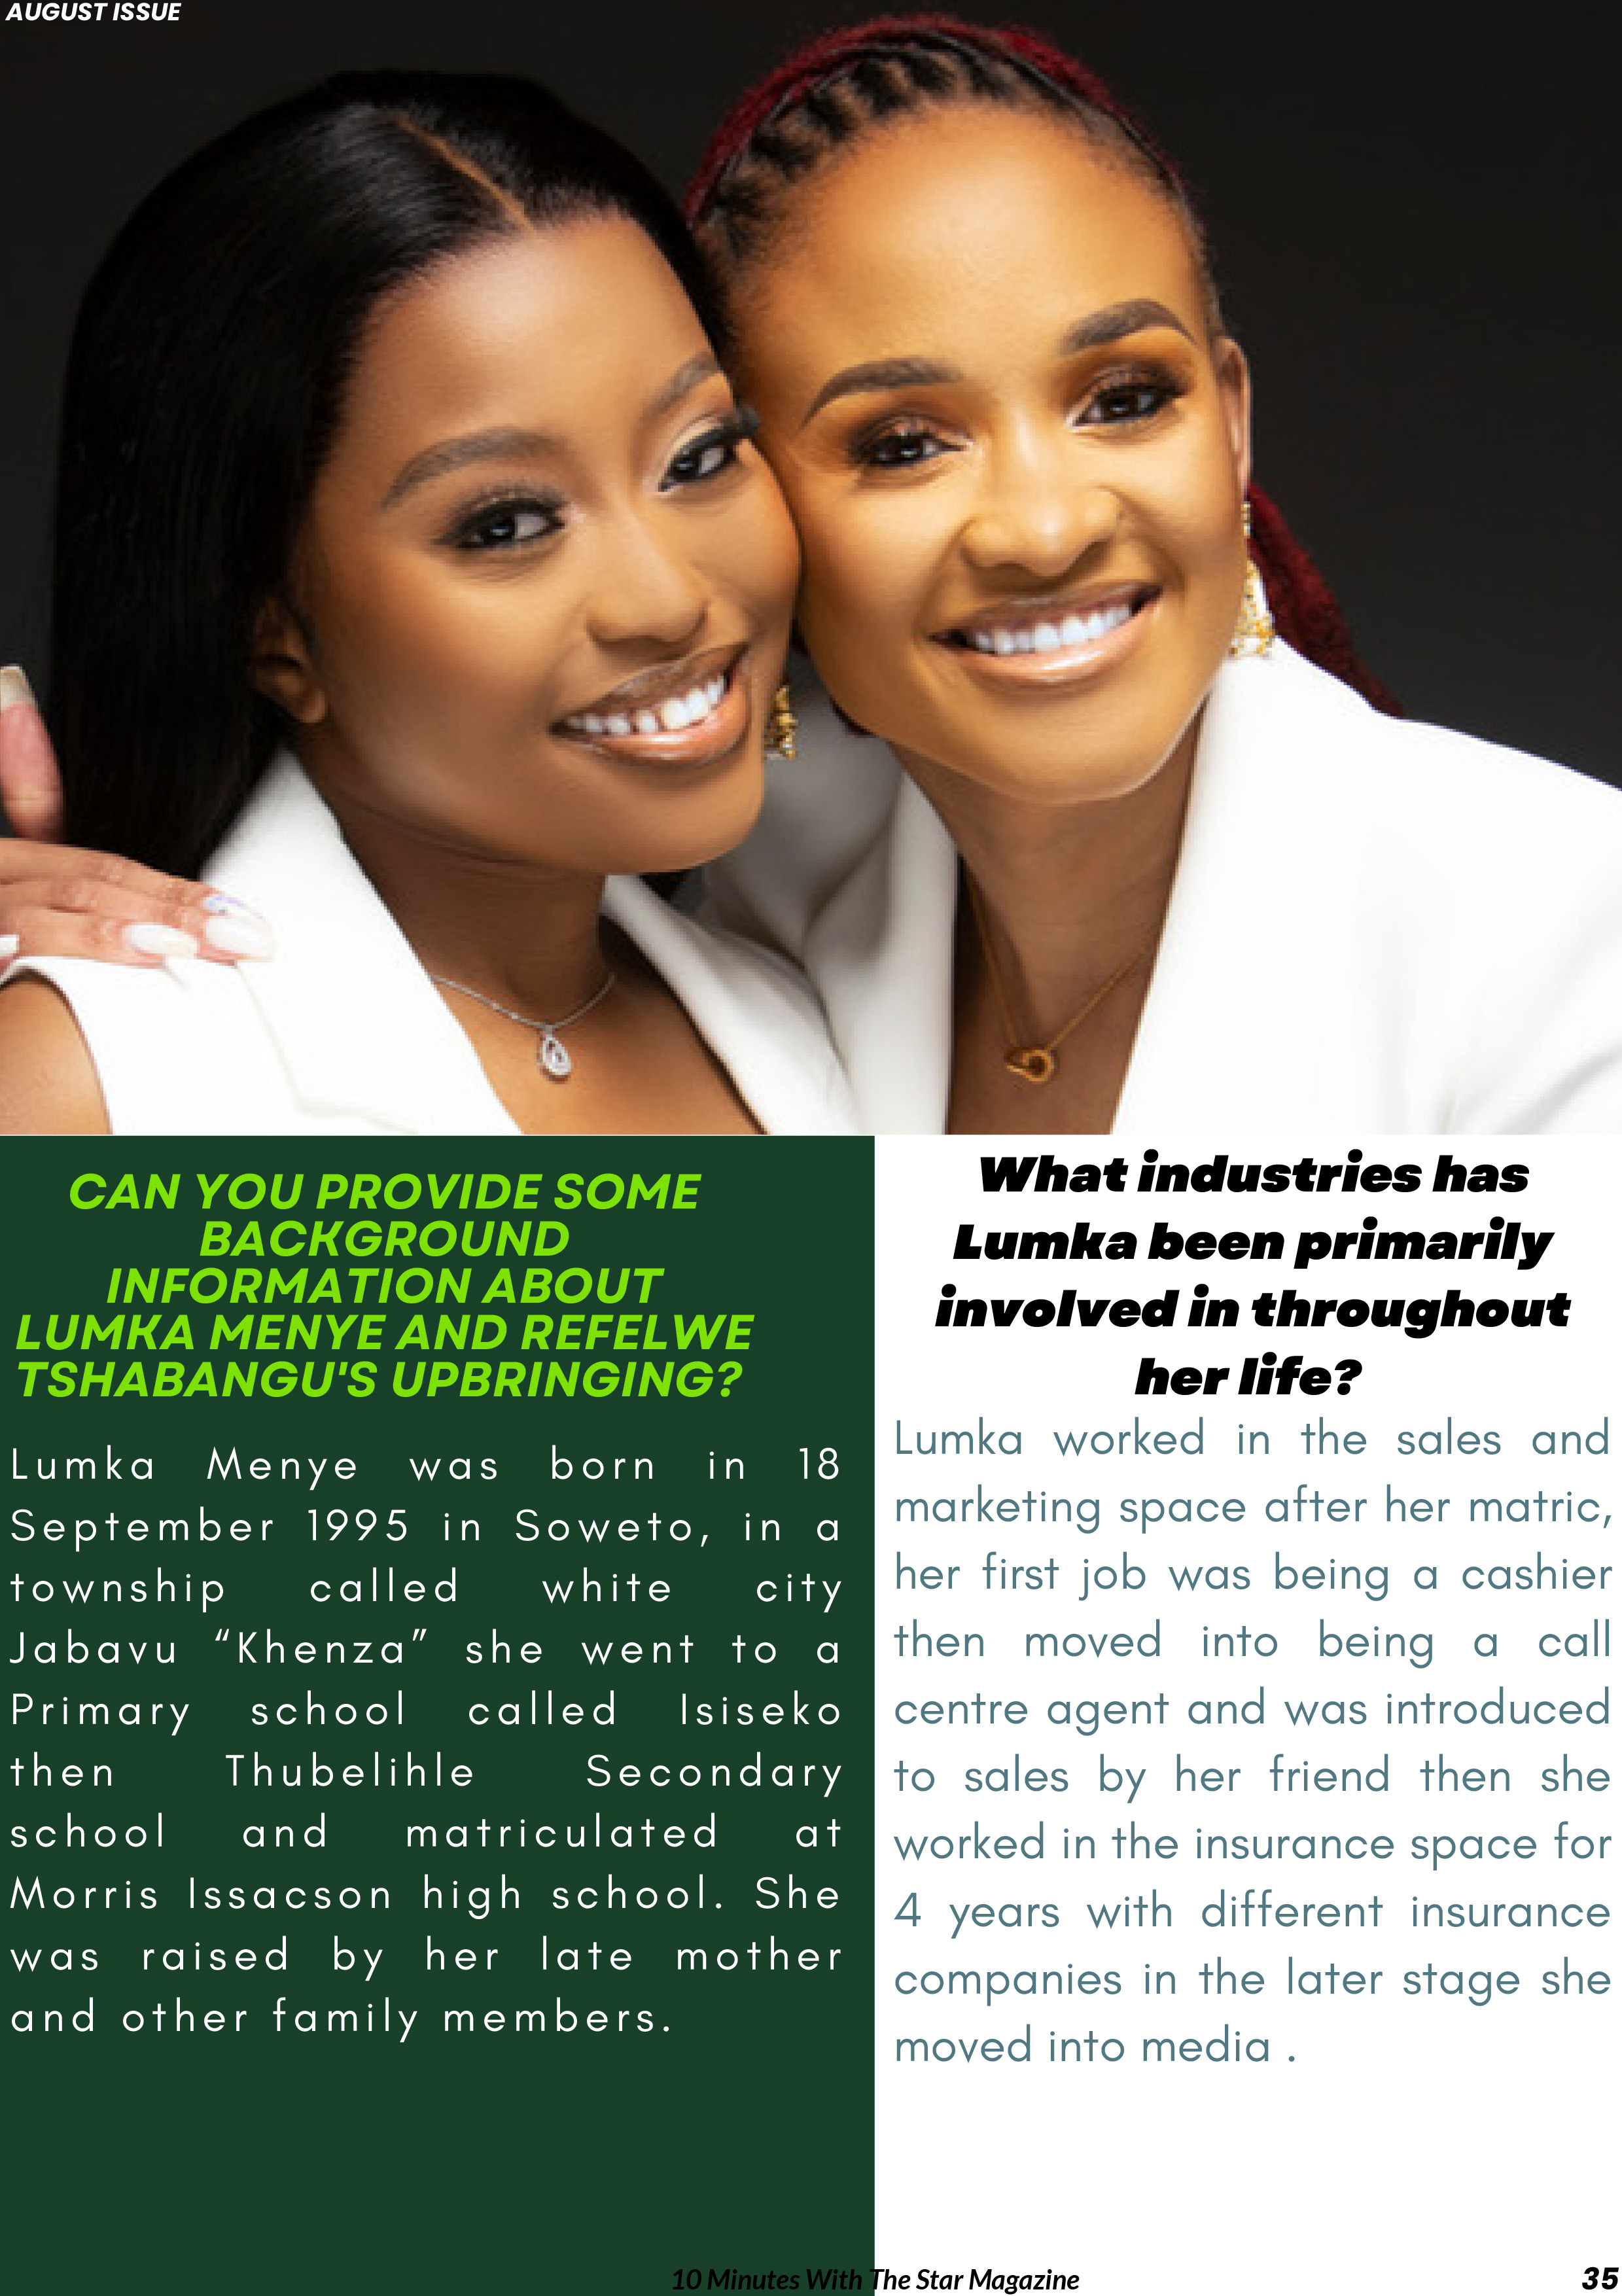 AUGUST ISSUE
CAN YOU PROVIDE SOME
BACKGROUND
INFORMATION ABOUT
LUMKA MENYE AND REFELWE
TSHABANGU'S UPBRINGING?
Lumka Menye was born in 18
September 1995 in Soweto, in a
township called white city
Jabavu “Khenza” she went to a
Primary school called Isiseko
then Thubelihle Secondary
school and matriculated at
Morris Issacson high school. She
was raised by her late mother
and other family members.
What industries has
Lumka been primarily
involved in throughout
her life?
Lumka worked in the sales and
marketing space after her matric,
her first job was being a cashier
then moved into being a call
centre agent and was introduced
to sales by her friend then she
worked in the insurance space for
4 years with different insurance
companies in the later stage she
moved into media .
10 Minutes With The Star Magazine
35